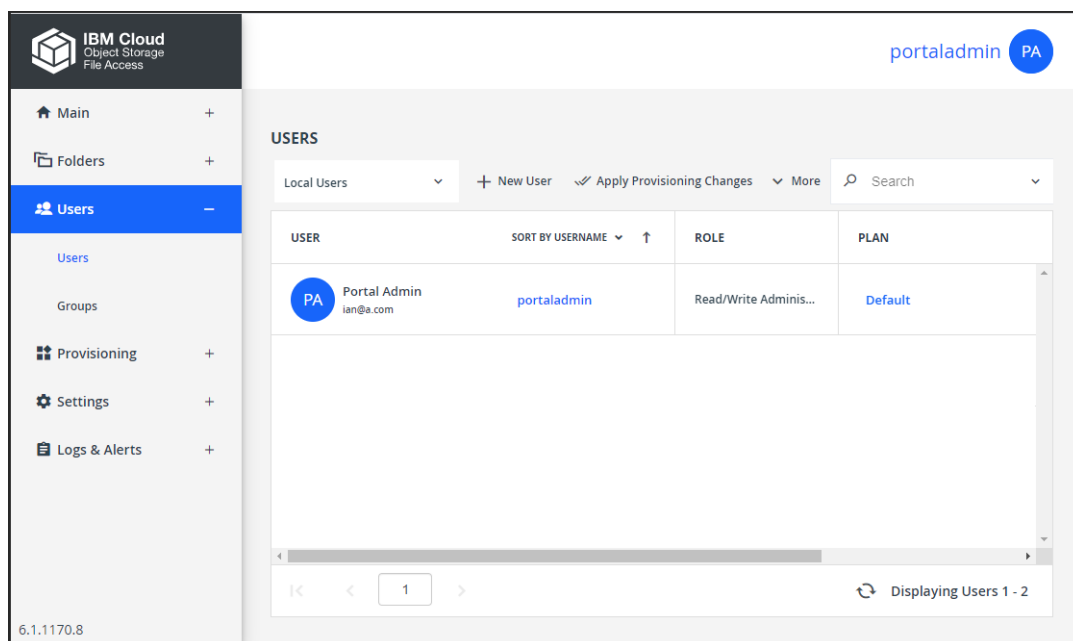 IBM Cloud
Object Storage
File Access
portaladmin PA
Main
Folders
Users
Users
Groups
Provisioning
Settings
Logs & Alerts
6.1.1170.8
USERS
Local Users New User Apply Provisioning Changes More Search
USER SORT BY USERNAME ROLE PLAN
PA Portal Admin portaladmin Read/Write Adminis... Default
ian@a.com
1 Displaying Users 1 - 2